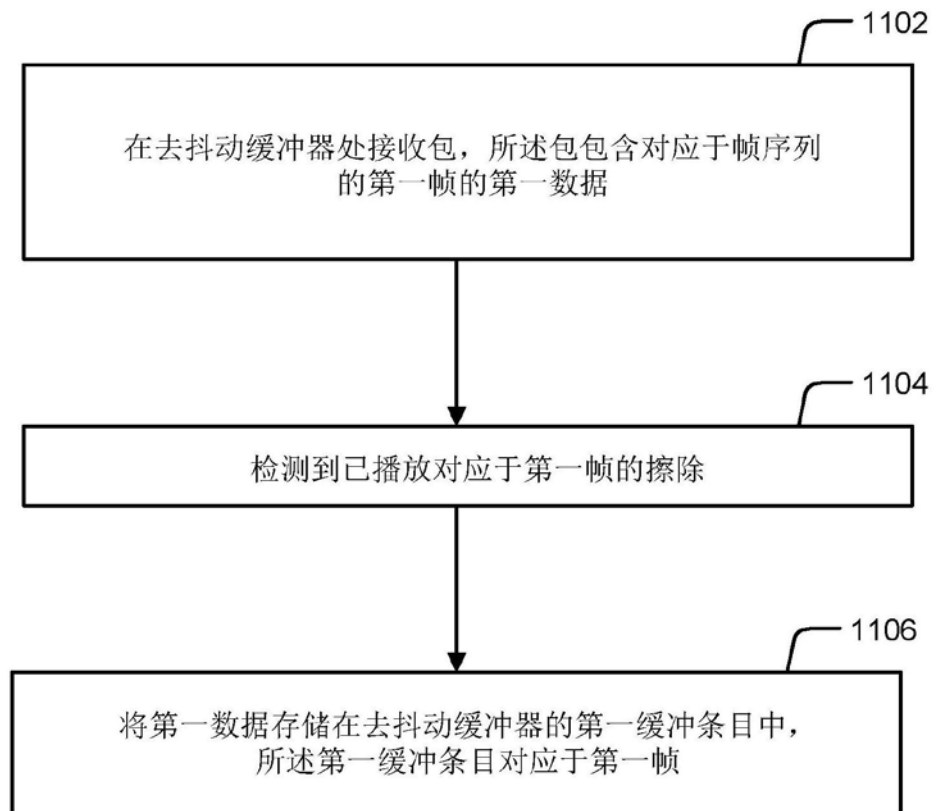 1102
在去抖动缓冲器处接收包，所述包包含对应于帧序列
的第一帧的第一数据
1104
检测到已播放对应于第一帧的擦除
1106
将第一数据存储在去抖动缓冲器的第一缓冲条目中，
所述第一缓冲条目对应于第一帧